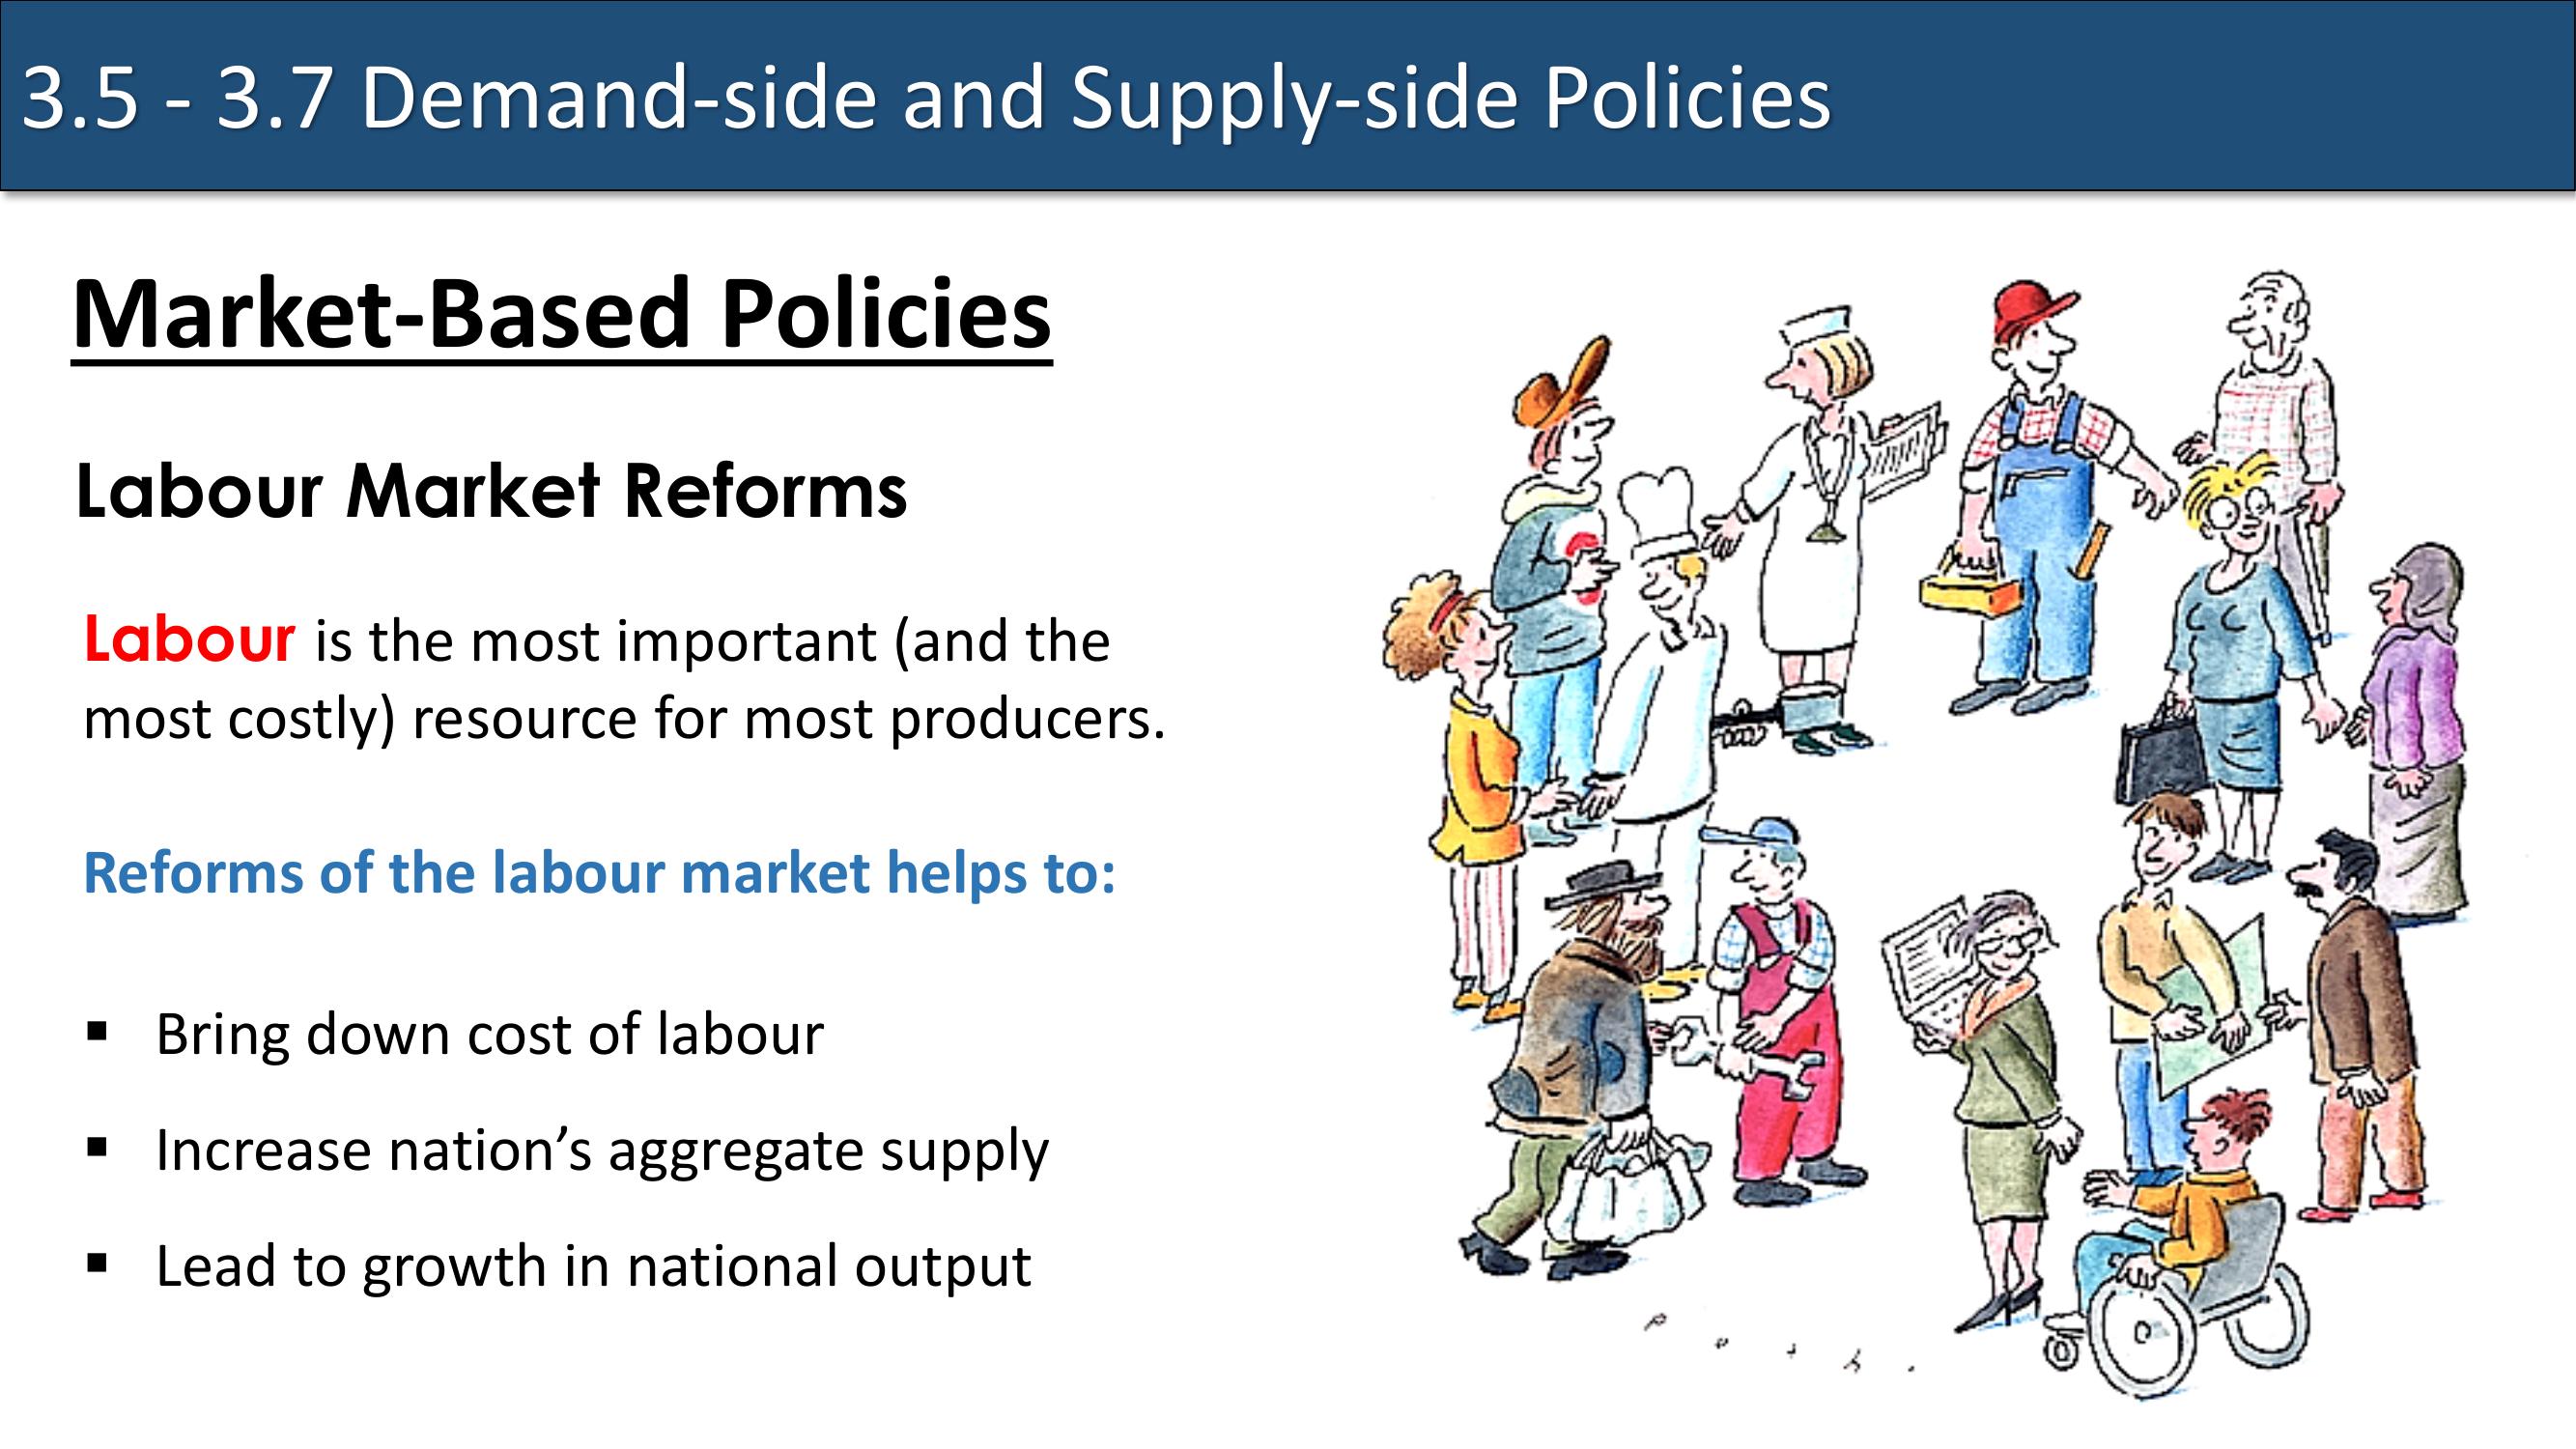 3.5 - 3.7 Demand-side and Supply-side Policies
Market-Based Policies
Labour Market Reforms
Labour is the most important (and the
most costly) resource for most producers.
Reforms of the labour market helps to:
▪ Bring down cost of labour
▪ Increase nation’s aggregate supply
▪ Lead to growth in national output